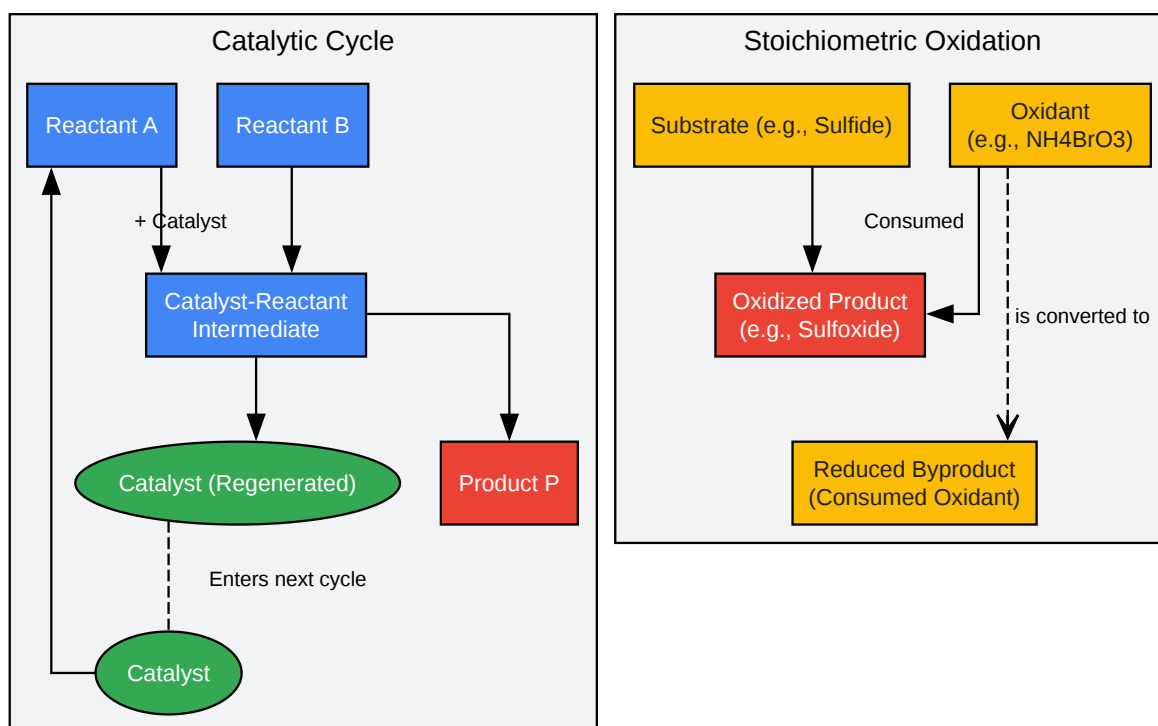 Catalytic Cycle
Reactant A
Reactant B
+ Catalyst
Catalyst-Reactant
Intermediate
Catalyst (Regenerated)
Product P
Enters next cycle
Catalyst
Stoichiometric Oxidation
Substrate (e.g., Sulfide)
Oxidant
(e.g., NH4BrO3)
Consumed
Oxidized Product
(e.g., Sulfoxide)
is converted to
Reduced Byproduct
(Consumed Oxidant)